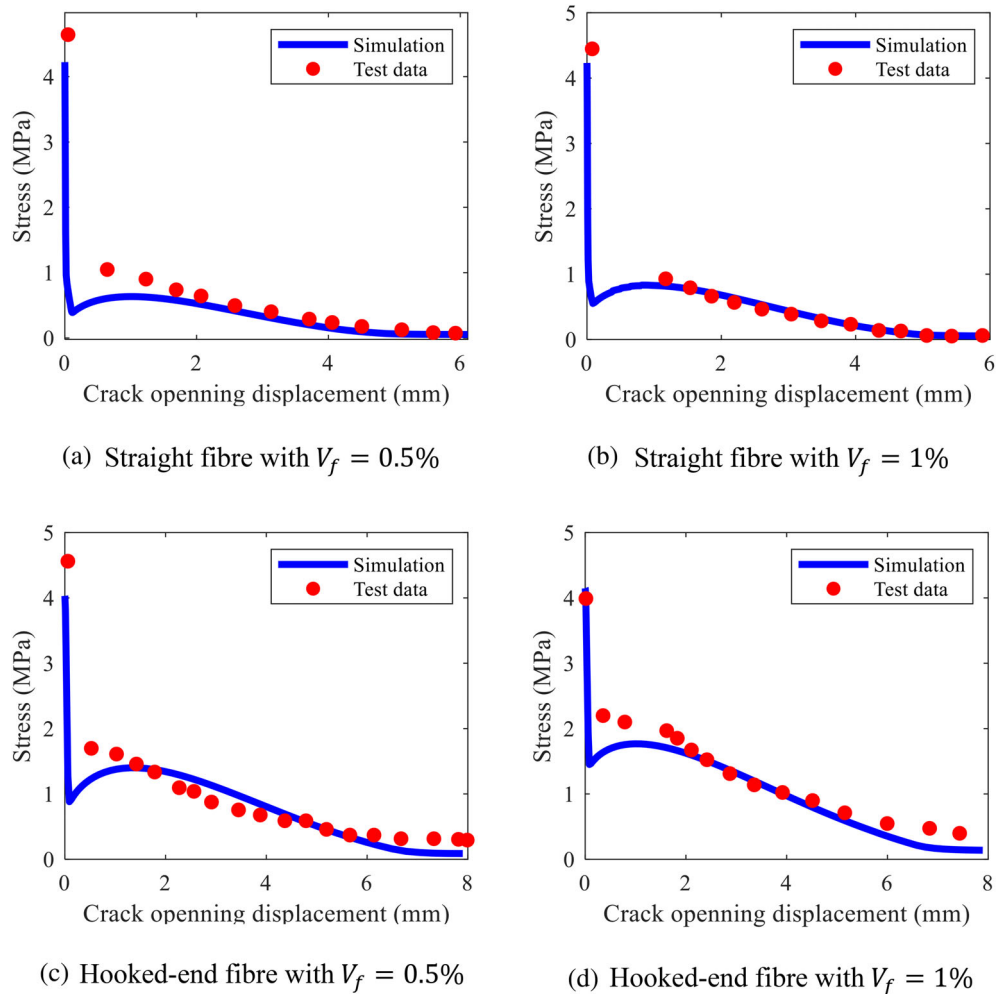 5
4
3
2
1
0
Stress (MPa)
Simulation
Test data
0 2 4 6
Crack openning displacement (mm)
(a) Straight fibre with V_f = 0.5%
5
4
3
2
1
0
Stress (MPa)
Simulation
Test data
0 2 4 6
Crack openning displacement (mm)
(b) Straight fibre with V_f = 1%
5
4
3
2
1
0
Stress (MPa)
Simulation
Test data
0 2 4 6 8
Crack openning displacement (mm)
(c) Hooked-end fibre with V_f = 0.5%
5
4
3
2
1
0
Stress (MPa)
Simulation
Test data
0 2 4 6 8
Crack openning displacement (mm)
(d) Hooked-end fibre with V_f = 1%